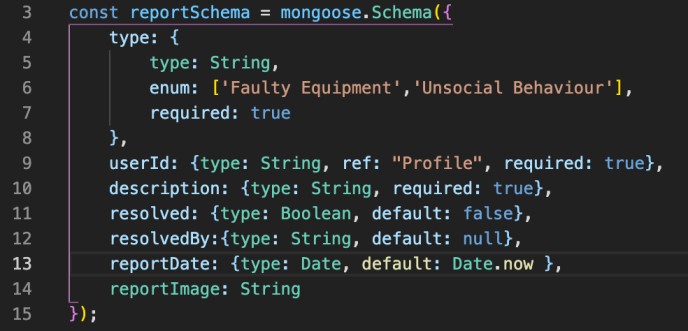 3 const reportSchema = mongoose.Schema({
4 type: {
5 type: String,
6 enum: ['Faulty Equipment','Unsocial Behaviour'],
7 required: true
8 },
9 userId: {type: String, ref: "Profile", required: true},
10 description: {type: String, required: true},
11 resolved: {type: Boolean, default: false},
12 resolvedBy:{type: String, default: null},
13 reportDate: {type: Date, default: Date.now },
14 reportImage: String
15 });